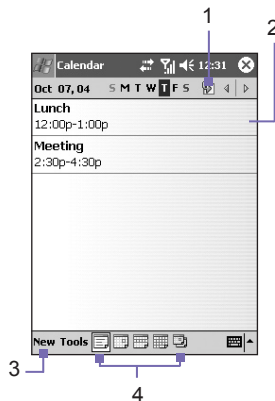 1
2
Calendar 12:31
Oct 07, 04 S M T W T F S
Lunch
12:00p-1:00p
Meeting
2:30p-4:30p
New Tools
3
4